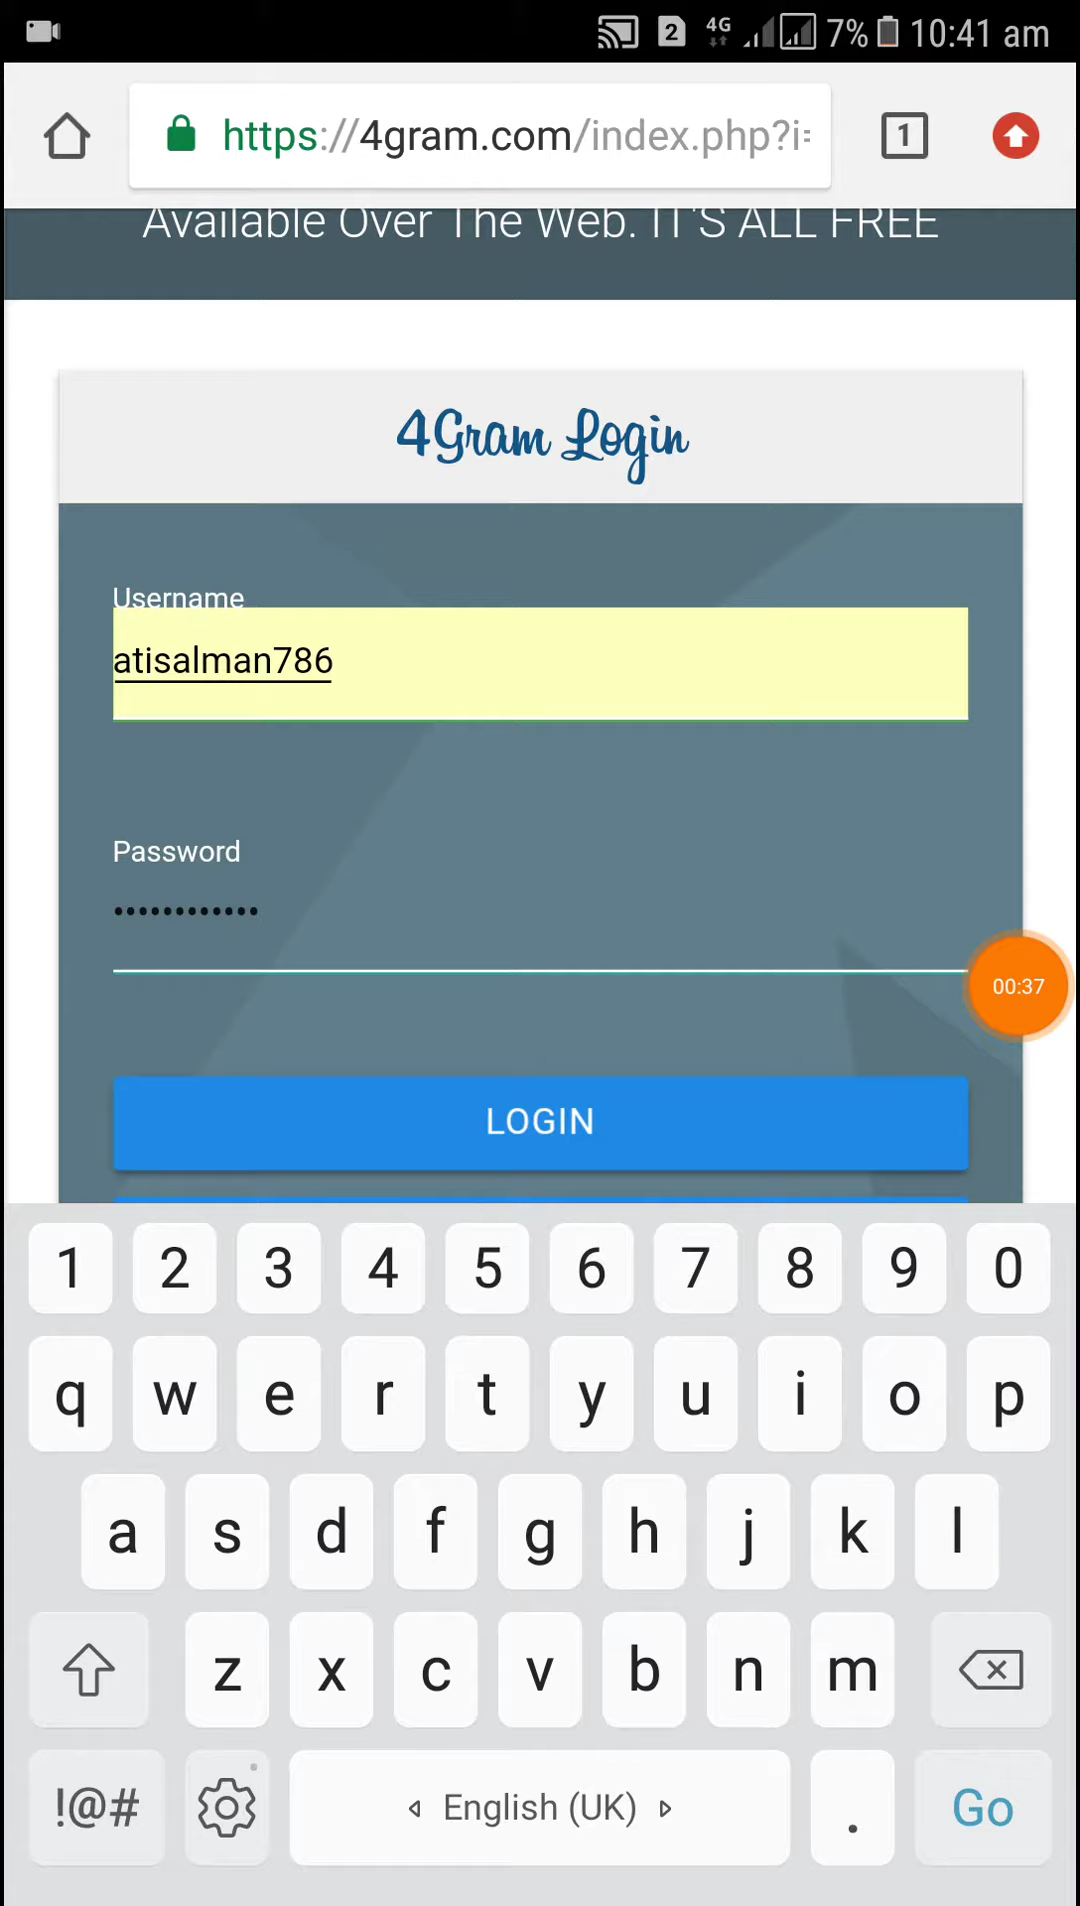 2 4G 7% 10:41 am
https://4gram.com/index.php?i=
1
Available Over The Web. IT'S ALL FREE
4Gram Login
Username
atisalman786
Password
••••••••••••
00:37
LOGIN
1 2 3 4 5 6 7 8 9 0
q w e r t y u i o p
a s d f g h j k l
z x c v b n m
!@# English (UK) . Go